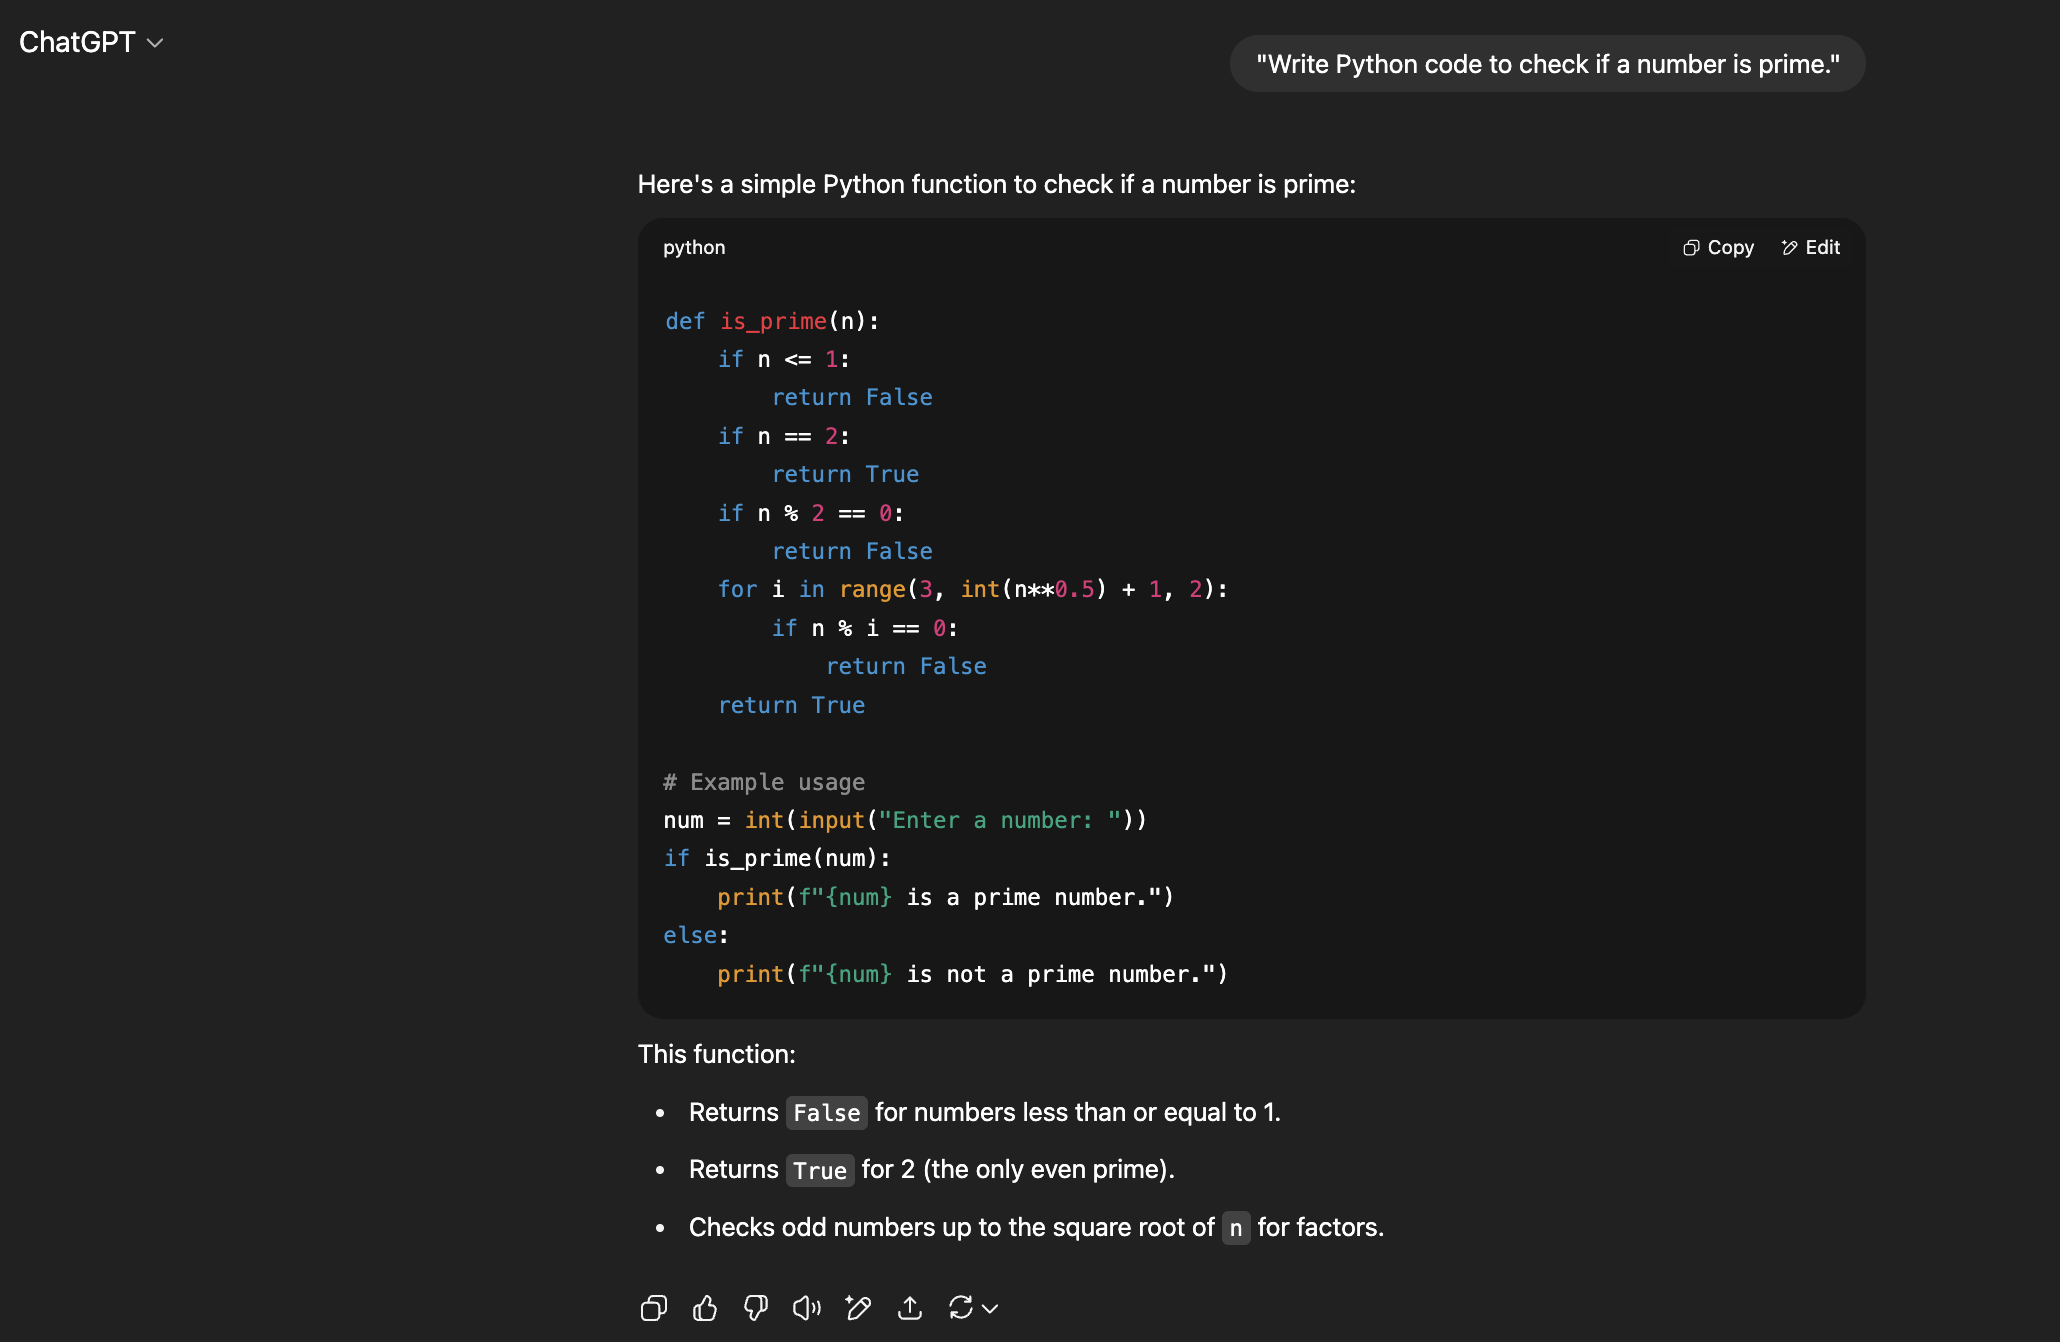 ChatGPT
"Write Python code to check if a number is prime."
Here's a simple Python function to check if a number is prime:
python
Copy
Edit
def is_prime(n):
    if n <= 1:
        return False
    if n == 2:
        return True
    if n % 2 == 0:
        return False
    for i in range(3, int(n**0.5) + 1, 2):
        if n % i == 0:
            return False
    return True

# Example usage
num = int(input("Enter a number: "))
if is_prime(num):
    print(f"{num} is a prime number.")
else:
    print(f"{num} is not a prime number.")
This function:
• Returns False for numbers less than or equal to 1.
• Returns True for 2 (the only even prime).
• Checks odd numbers up to the square root of n for factors.